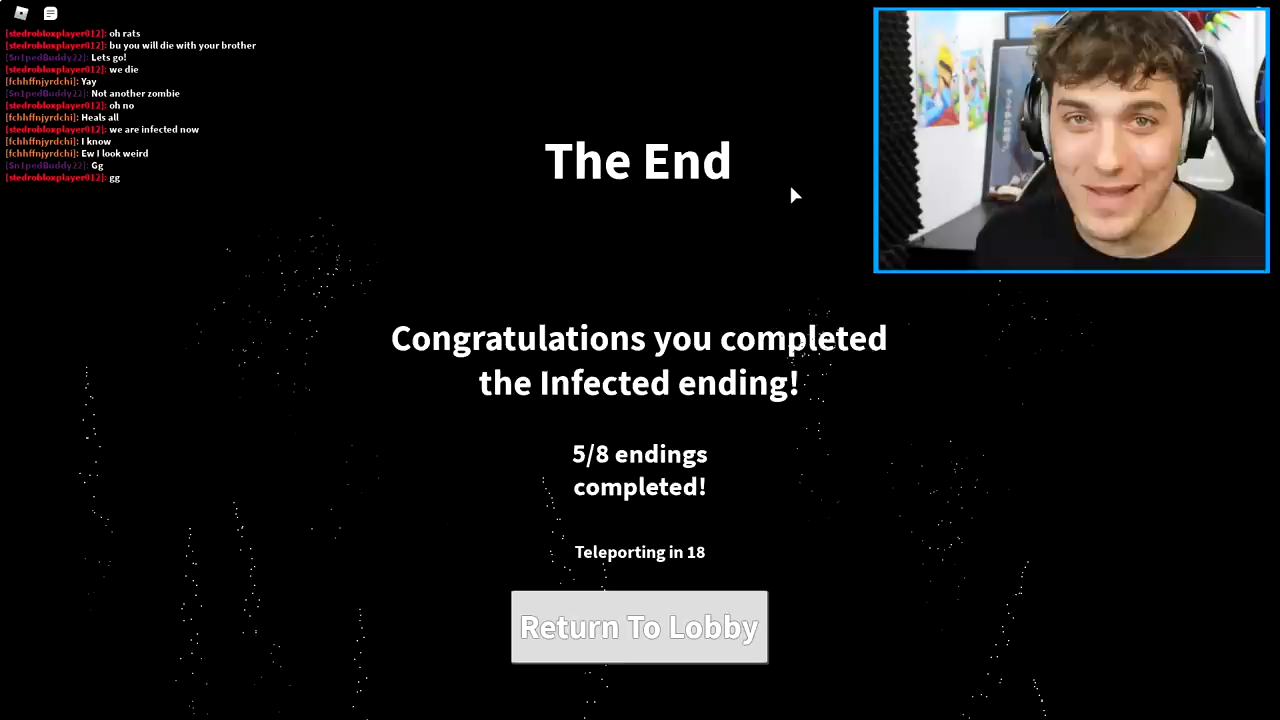 [stedrobloxplayer012]: oh rats
[stedrobloxplayer012]: bu you will die with your brother
[Sn1pedBuddy22]: Lets go!
[stedrobloxplayer012]: we die
[fchhffnjyrdchi]: Yay
[Sn1pedBuddy22]: Not another zombie
[stedrobloxplayer012]: oh no
[fchhffnjyrdchi]: Heals all
[stedrobloxplayer012]: we are infected now
[fchhffnjyrdchi]: I know
[fchhffnjyrdchi]: Ew I look weird
[Sn1pedBuddy22]: Gg
[stedrobloxplayer012]: gg
The End
Congratulations you completed
the Infected ending!
5/8 endings
completed!
Teleporting in 18
Return To Lobby